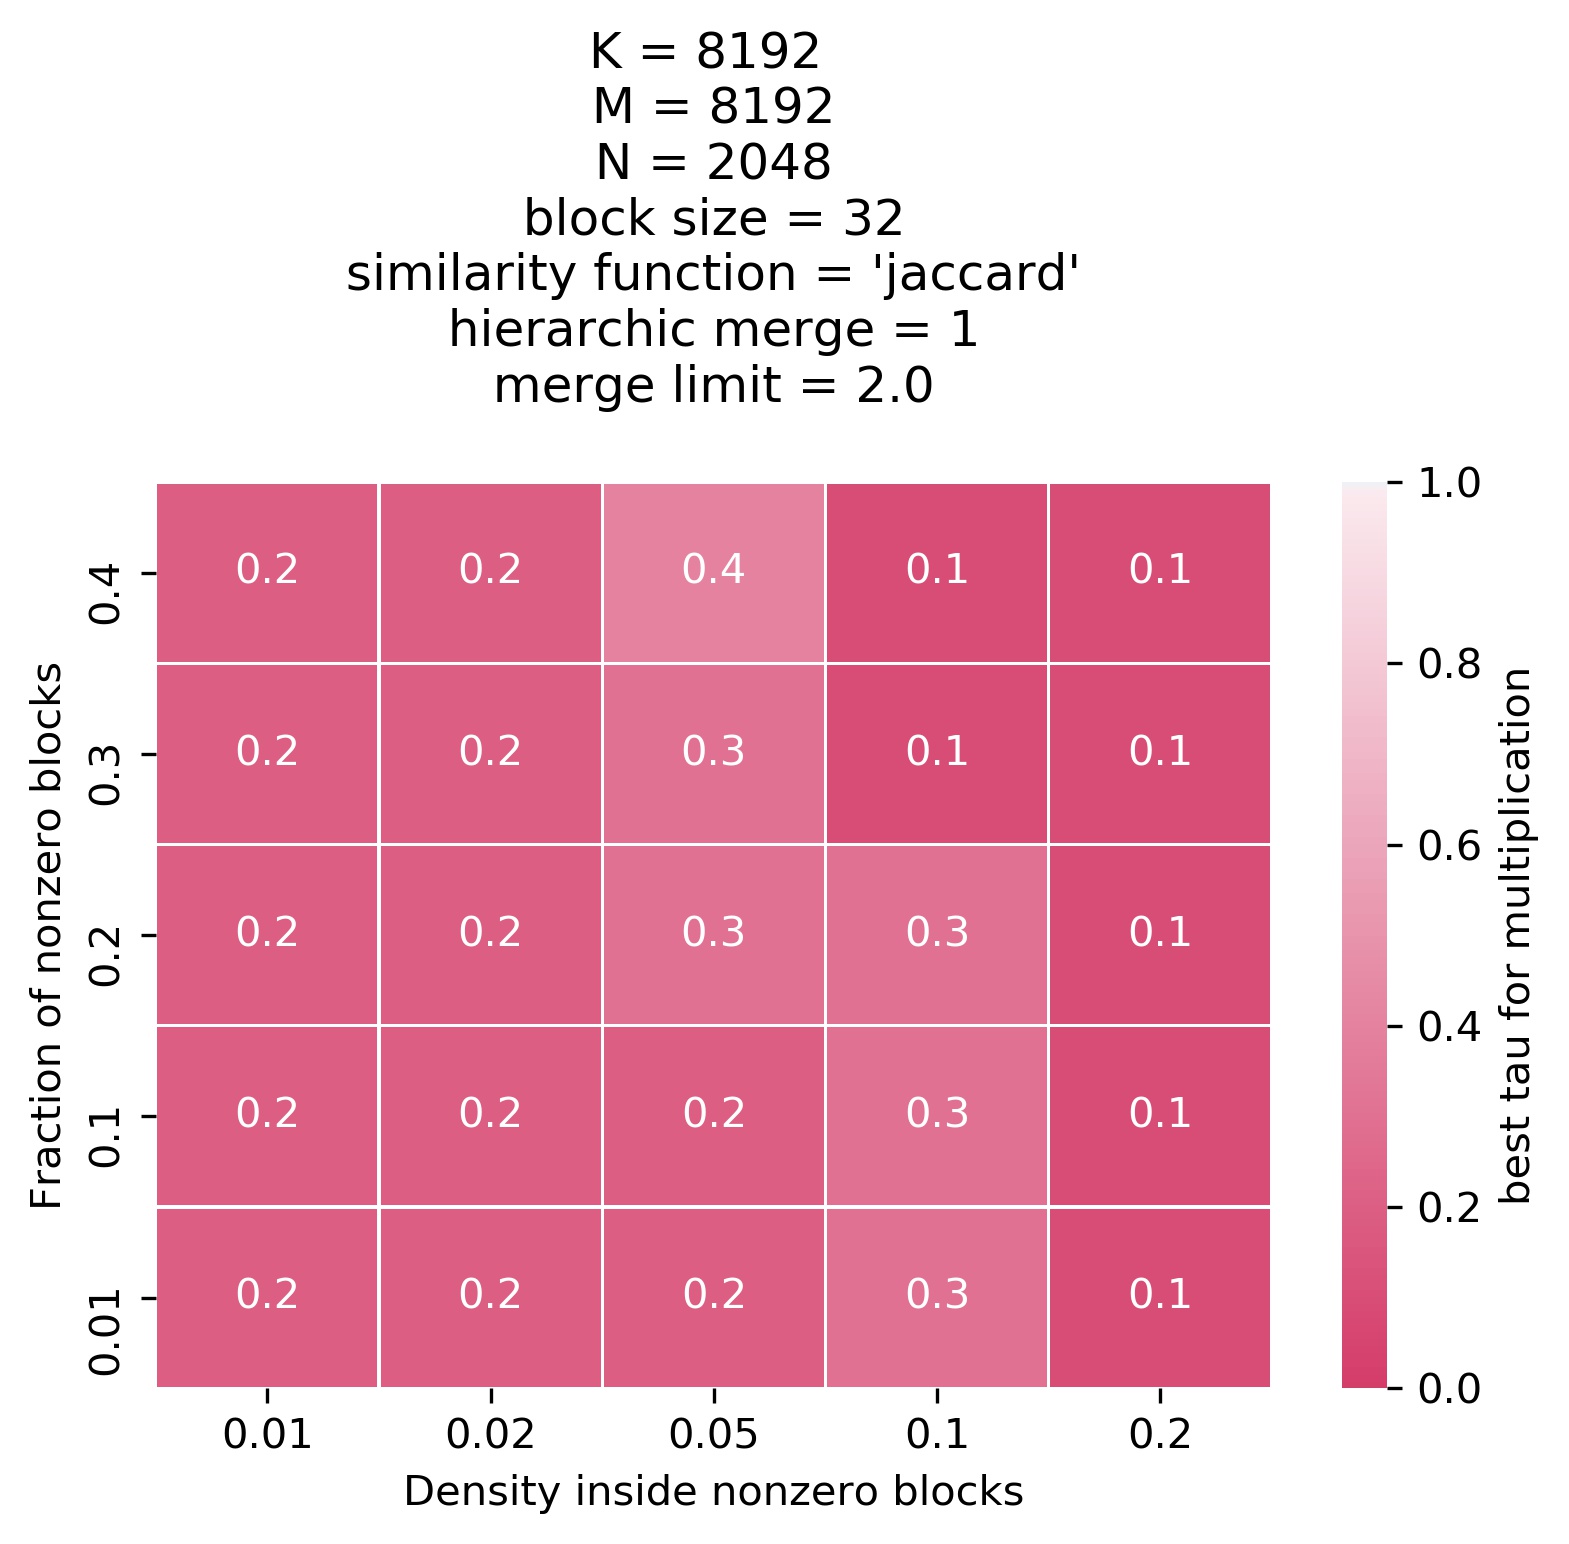 K = 8192
M = 8192
N = 2048
block size = 32
similarity function = 'jaccard'
hierarchic merge = 1
merge limit = 2.0
Fraction of nonzero blocks
0.4
0.2 0.2 0.4 0.1 0.1
0.3
0.2 0.2 0.3 0.1 0.1
0.2
0.2 0.2 0.3 0.3 0.1
0.1
0.2 0.2 0.2 0.3 0.1
0.01
0.2 0.2 0.2 0.3 0.1
0.01 0.02 0.05 0.1 0.2
Density inside nonzero blocks
1.0
0.8
0.6
0.4
0.2
0.0
best tau for multiplication